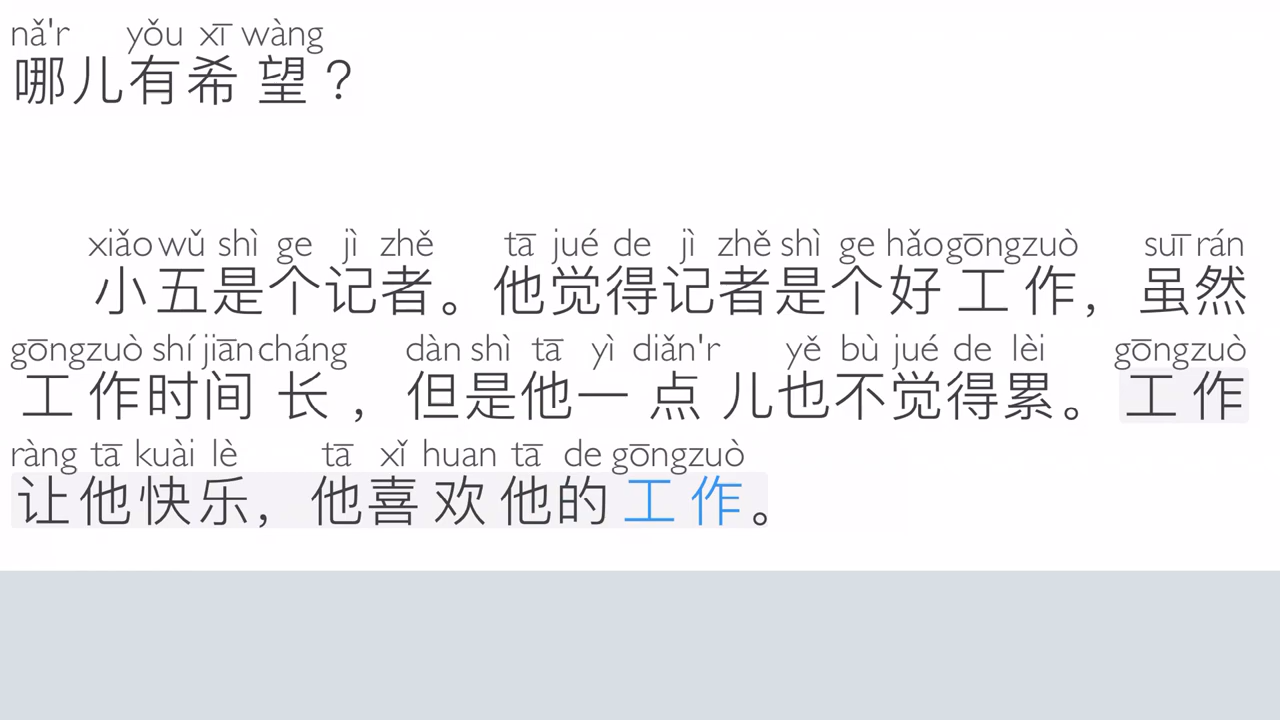 nǎ'r yǒu xī wàng
哪儿有希望？
xiǎo wǔ shì ge jì zhě tā jué de jì zhě shì ge hǎo gōngzuò suī rán
小五是个记者。他觉得记者是个好工作，虽然
gōngzuò shí jiān cháng dàn shì tā yì diǎn'r yě bù jué de lèi gōngzuò
工作时间长，但是他一点儿也不觉得累。工作
ràng tā kuài lè tā xǐ huan tā de gōngzuò
让他快乐，他喜欢他的工作。